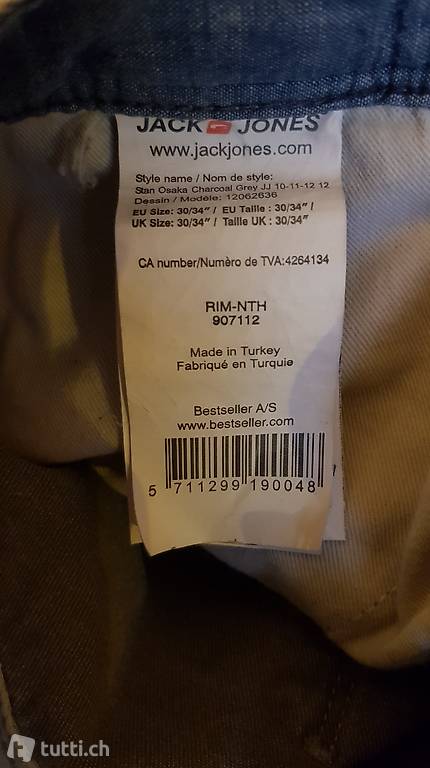 JACK JONES
www.jackjones.com
Style name / Nom de style:
Stan Osaka Charcoal Grey JJ 10-11-12 12
Dessin / Modèle: 12062636
EU Size: 30/34" / EU Taille : 30/34" /
UK Size: 30/34" / Taille UK : 30/34"
CA number/Numèro de TVA:4264134
RIM-NTH
907112
Made in Turkey
Fabriqué en Turquie
Bestseller A/S
www.bestseller.com
5 711299 190048
tutti.ch